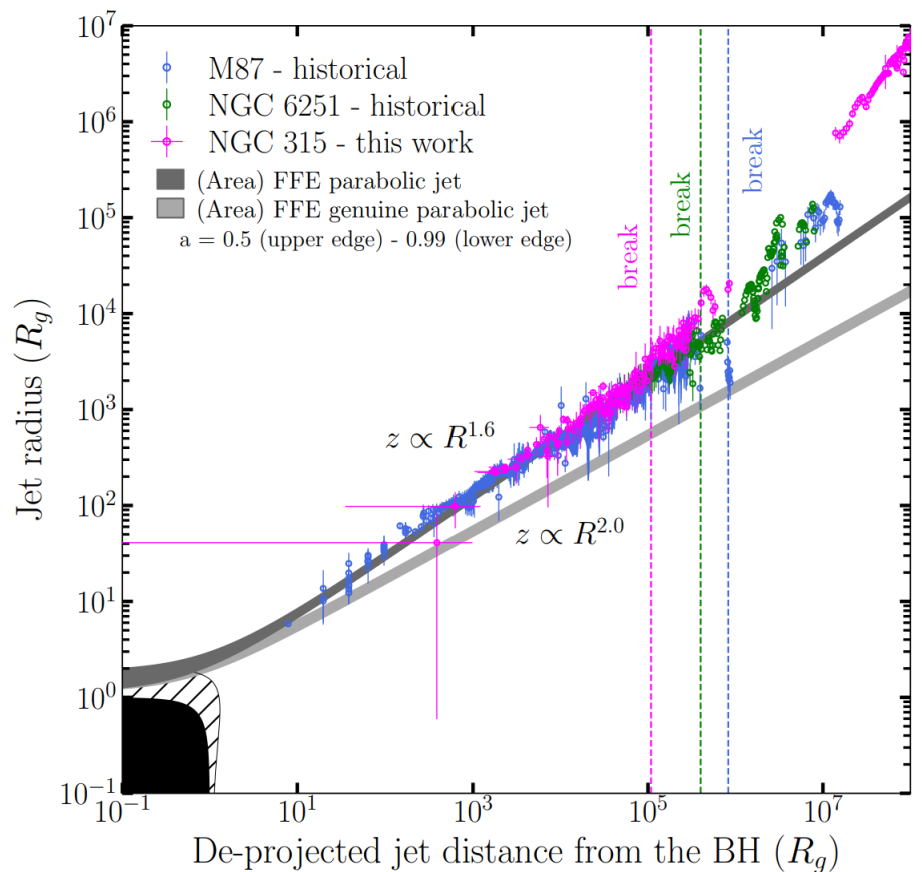 M87 - historical
NGC 6251 - historical
NGC 315 - this work
(Area) FFE parabolic jet
(Area) FFE genuine parabolic jet
a = 0.5 (upper edge) - 0.99 (lower edge)
break
break
break
z ∝ R^1.6
z ∝ R^2.0
Jet radius (R_g)
10^7
10^6
10^5
10^4
10^3
10^2
10^1
10^0
10^-1
10^-1 10^1 10^3 10^5 10^7
De-projected jet distance from the BH (R_g)